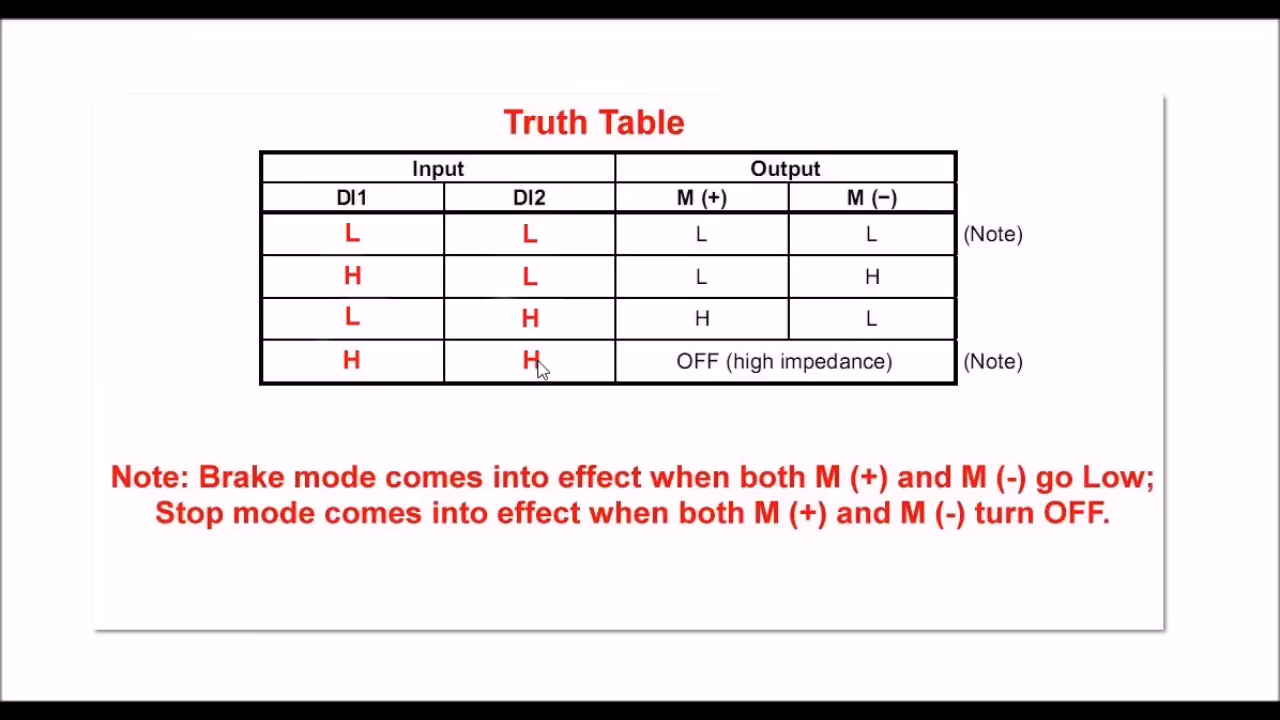 Truth Table
Input Output
DI1 DI2 M (+) M (−)
L L L L (Note)
H L L H
L H H L
H H OFF (high impedance) (Note)
Note: Brake mode comes into effect when both M (+) and M (-) go Low;
Stop mode comes into effect when both M (+) and M (-) turn OFF.